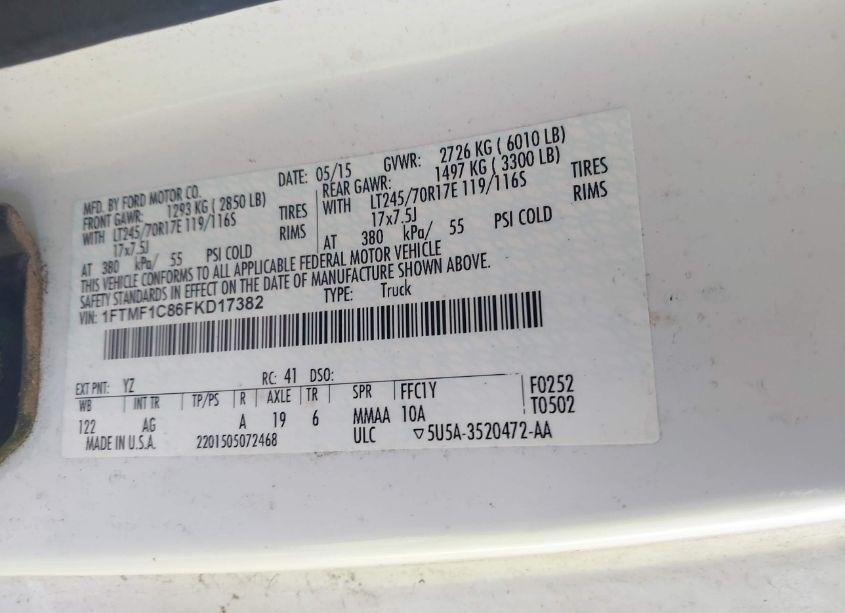 MFD. BY FORD MOTOR CO. DATE: 05/15 GVWR: 2726 KG ( 6010 LB)
FRONT GAWR: 1293 KG ( 2850 LB) REAR GAWR: 1497 KG ( 3300 LB)
WITH LT245/70R17E 119/116S TIRES WITH LT245/70R17E 119/116S TIRES
17x7.5J RIMS 17x7.5J RIMS
AT 380 kPa/ 55 PSI COLD AT 380 kPa/ 55 PSI COLD
THIS VEHICLE CONFORMS TO ALL APPLICABLE FEDERAL MOTOR VEHICLE
SAFETY STANDARDS IN EFFECT ON THE DATE OF MANUFACTURE SHOWN ABOVE.
VIN: 1FTMF1C86FKD17382 TYPE: Truck
EXT PNT: YZ RC: 41 DSO:
WB INT TR TP/PS R AXLE TR SPR FFC1Y F0252
122 AG A 19 6 MMAA 10A T0502
MADE IN U.S.A. 2201505072468 ULC ▽5U5A-3520472-AA